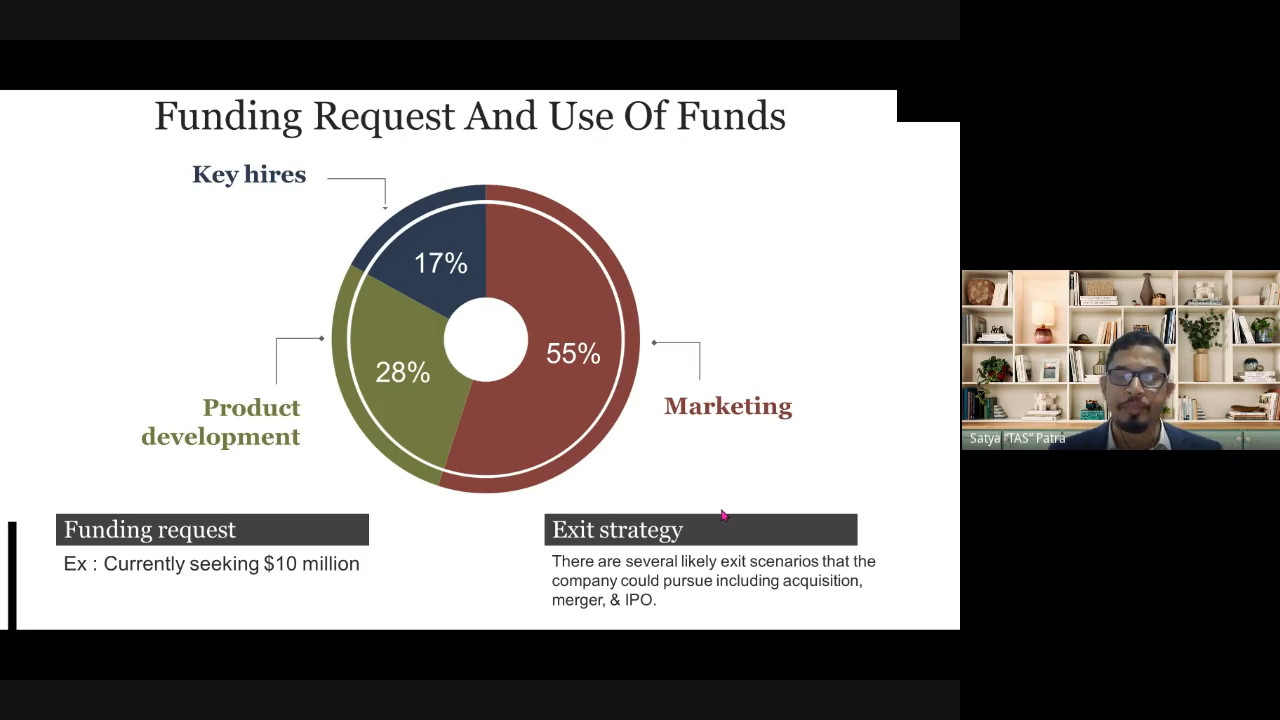 Funding Request And Use Of Funds
Key hires
17%
55%
28%
Product
development
Marketing
Funding request
Ex : Currently seeking $10 million
Exit strategy
There are several likely exit scenarios that the
company could pursue including acquisition,
merger, & IPO.
Satya "TAS" Patra